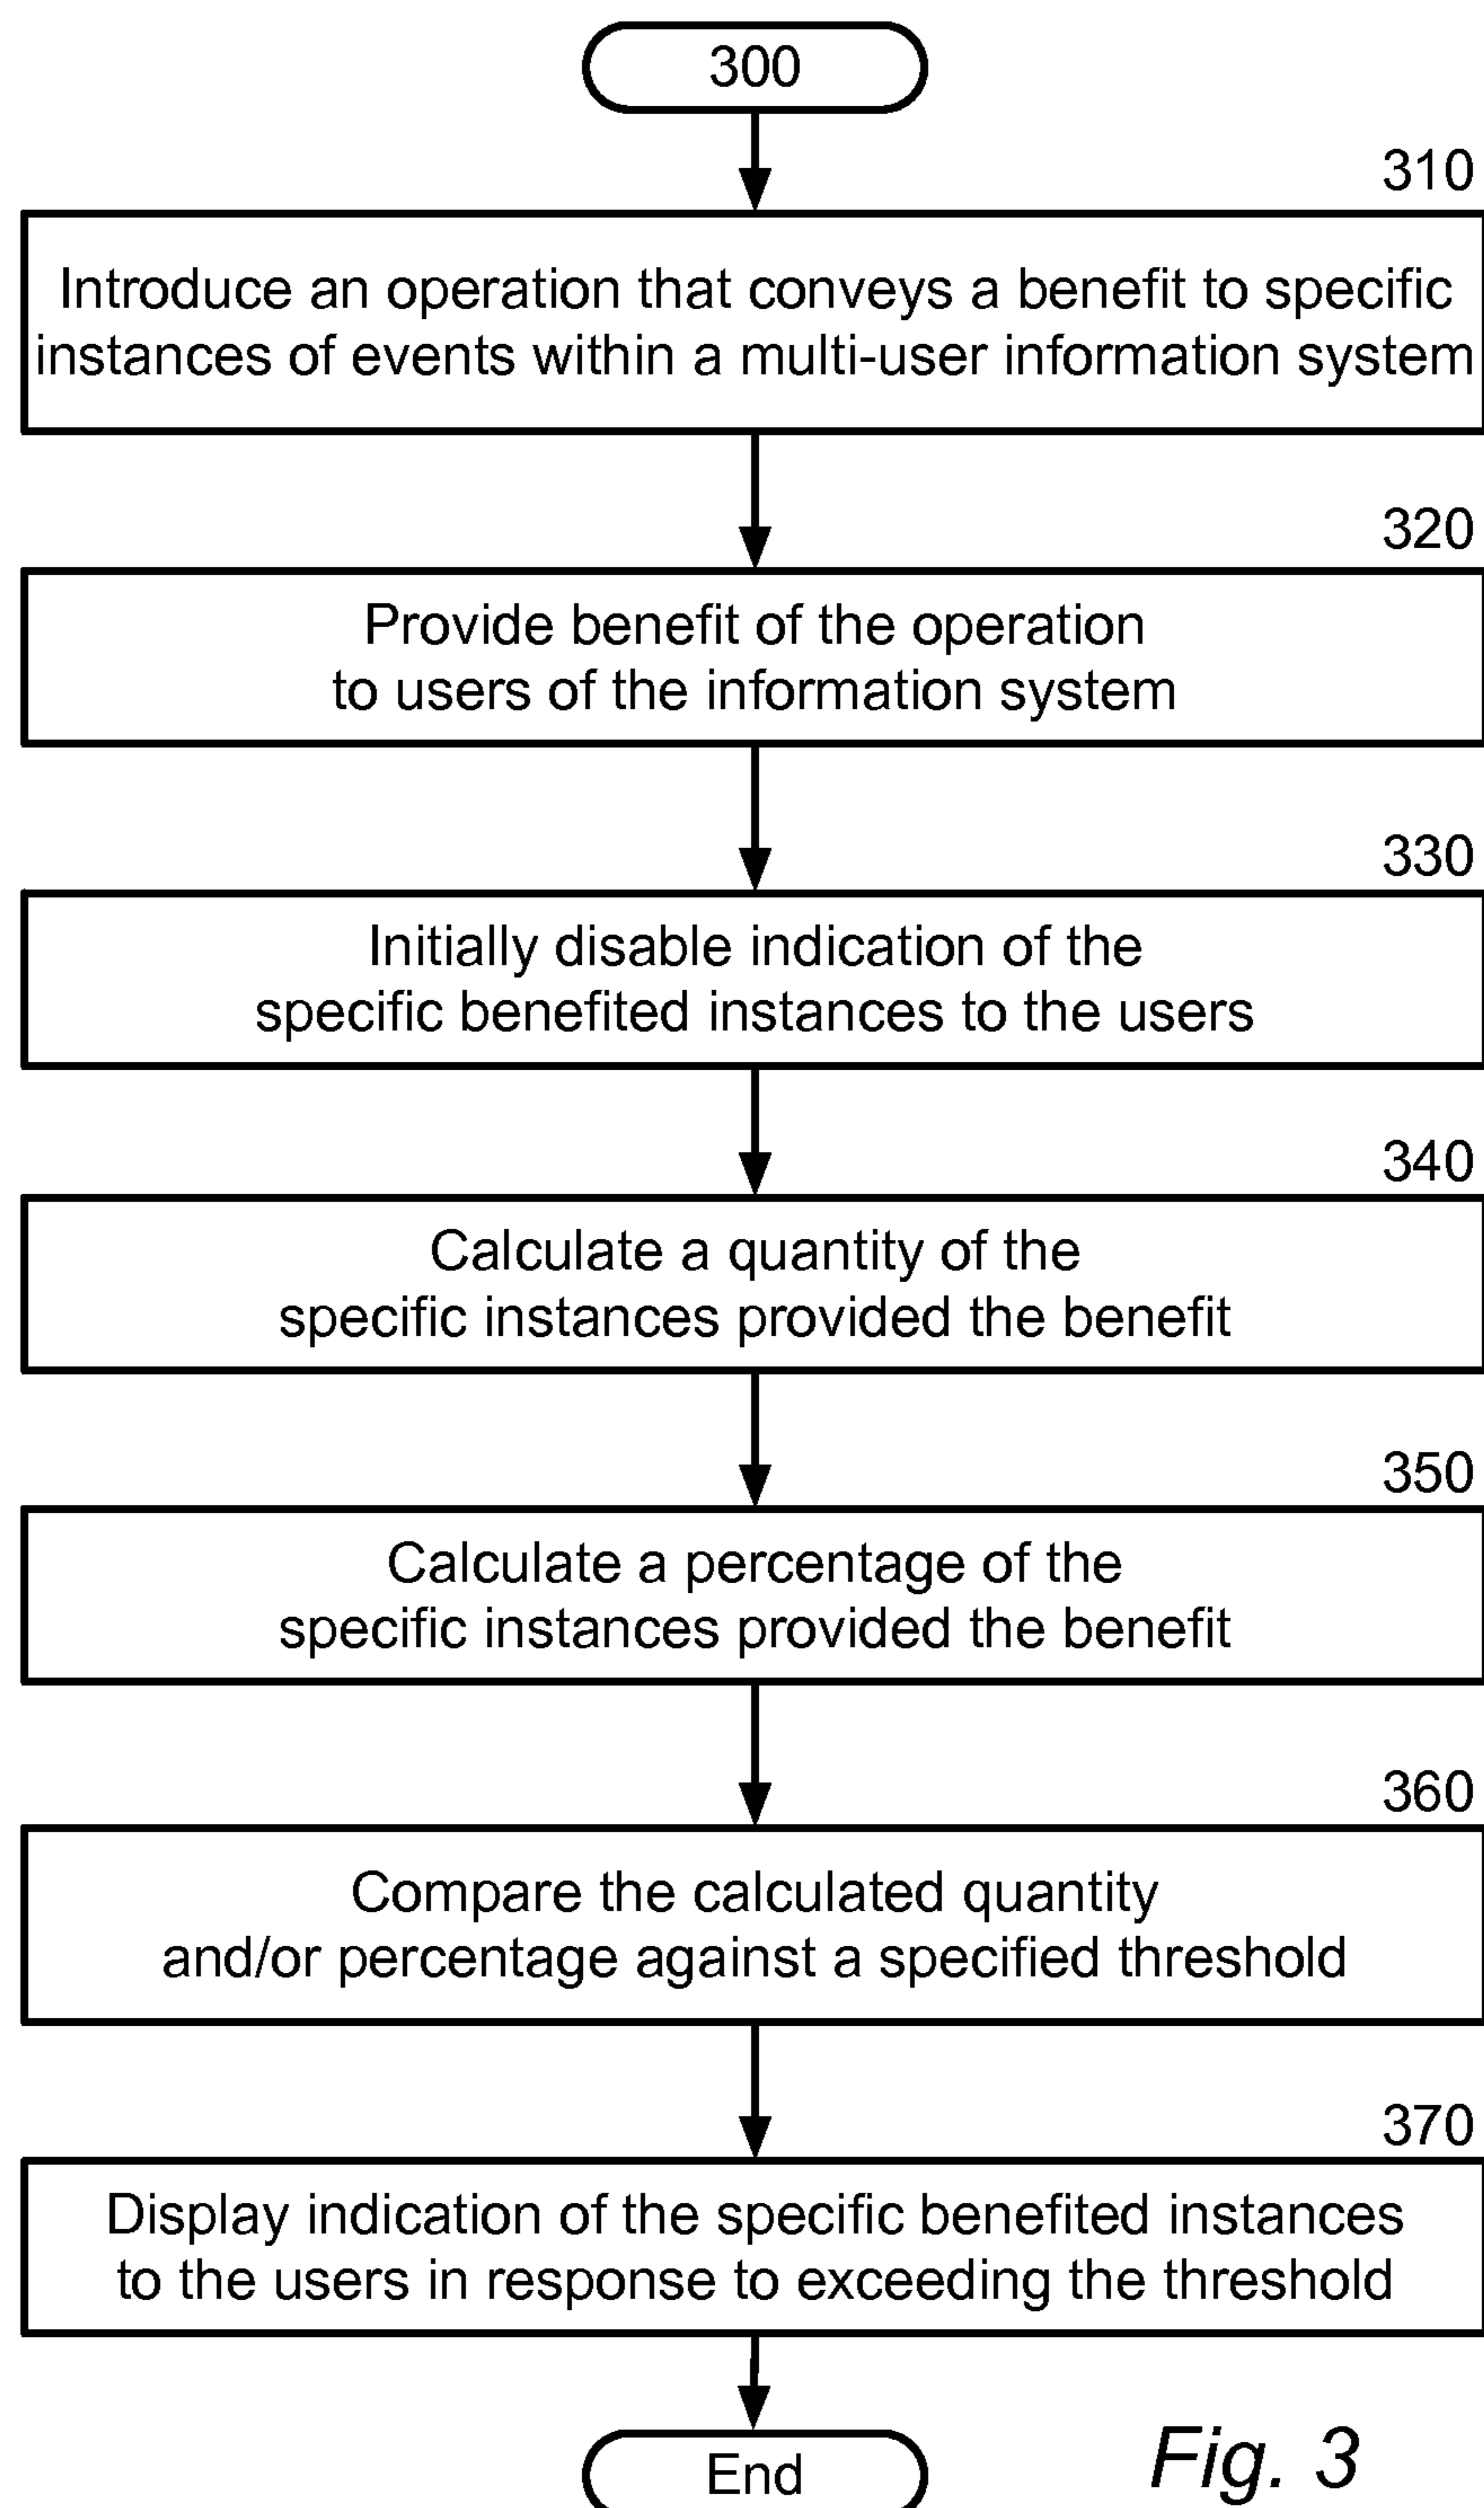 300
310
Introduce an operation that conveys a benefit to specific
instances of events within a multi-user information system
320
Provide benefit of the operation
to users of the information system
330
Initially disable indication of the
specific benefited instances to the users
340
Calculate a quantity of the
specific instances provided the benefit
350
Calculate a percentage of the
specific instances provided the benefit
360
Compare the calculated quantity
and/or percentage against a specified threshold
370
Display indication of the specific benefited instances
to the users in response to exceeding the threshold
End
Fig. 3